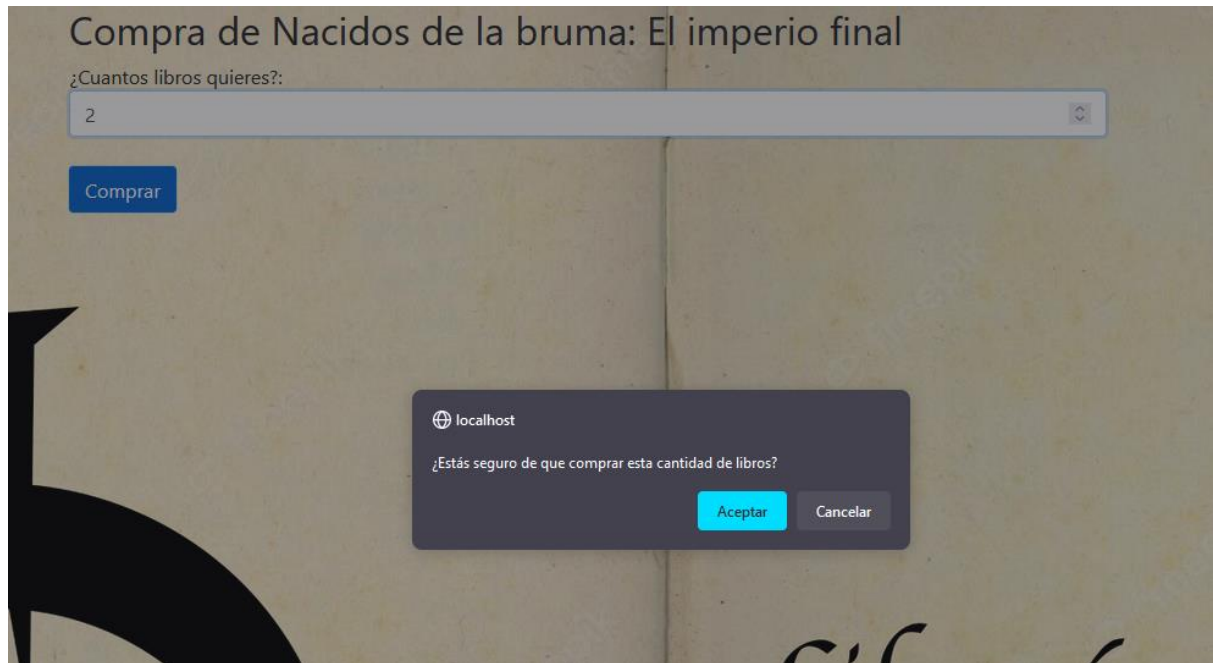 Compra de Nacidos de la bruma: El imperio final
¿Cuantos libros quieres?:
2
Comprar
localhost
¿Estás seguro de que comprar esta cantidad de libros?
Aceptar
Cancelar